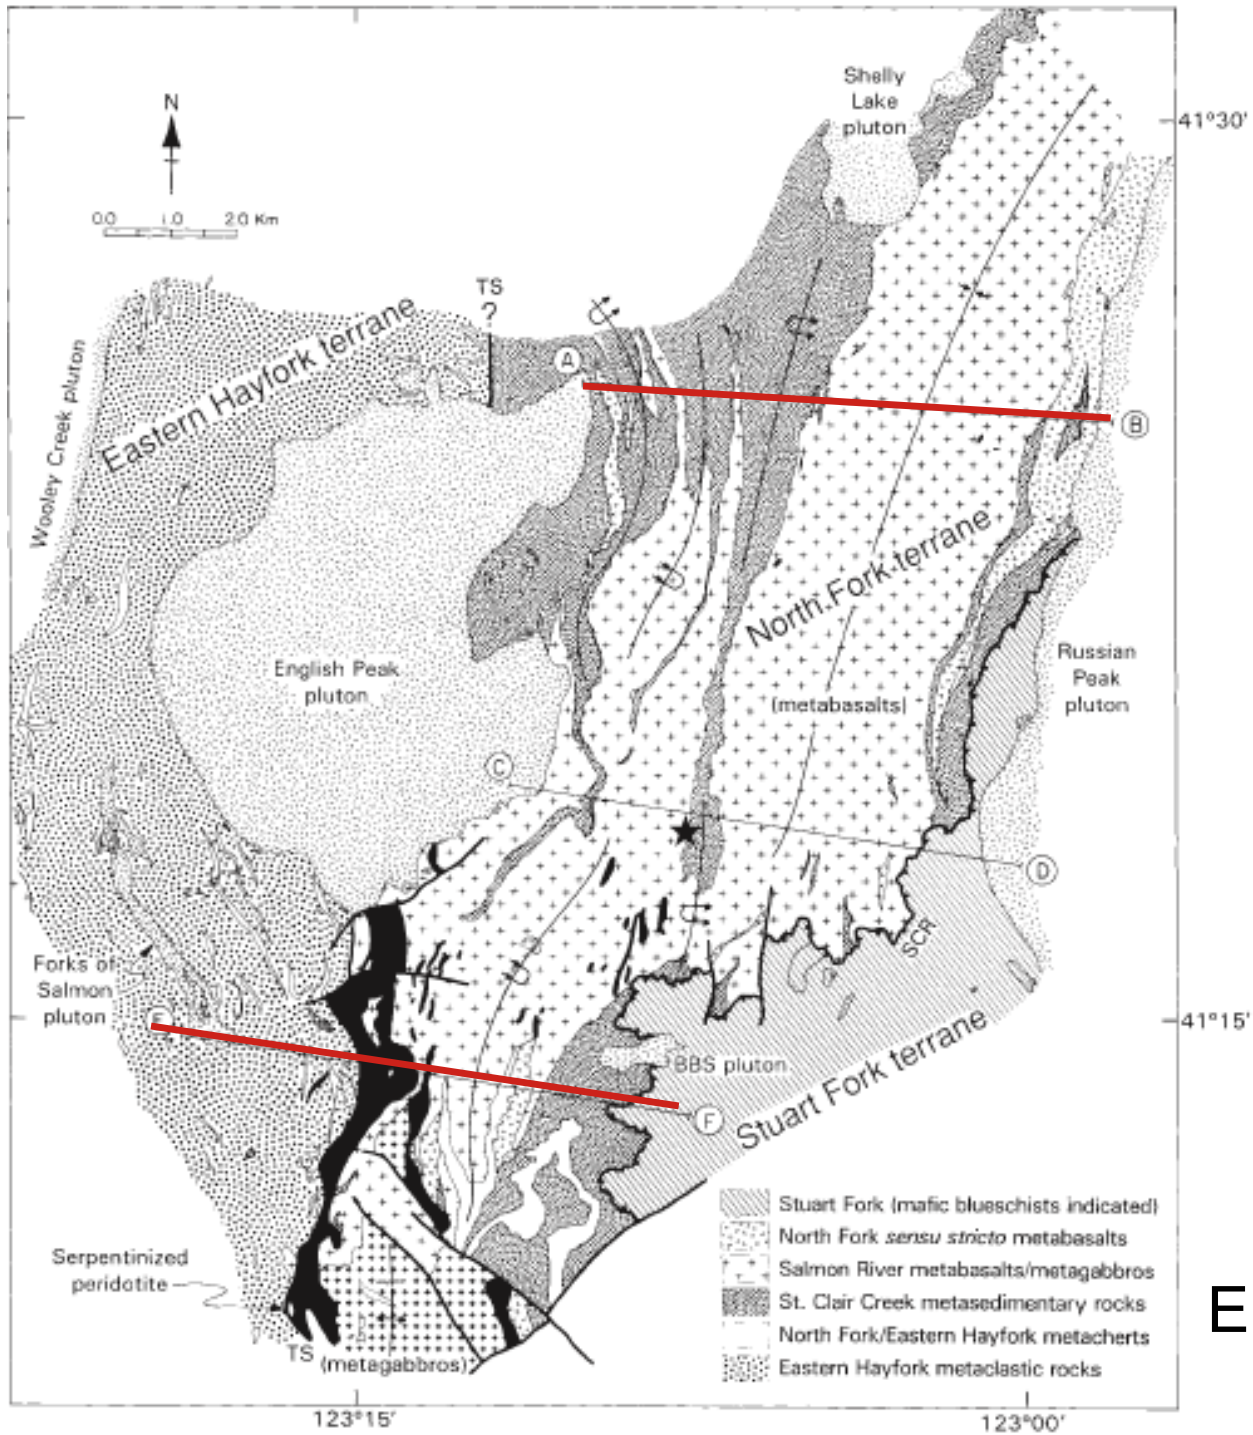 Shelly
Lake
pluton
41°30'
N
0.0 1.0 2.0 Km
TS
?
Eastern Hayfork terrane
A
B
Wooley Creek pluton
North Fork terrane
English Peak
pluton
Russian
Peak
pluton
(metabasalts)
C
D
SCR
Forks of
Salmon
pluton
E
41°15'
BBS pluton
F
Stuart Fork terrane
Stuart Fork (mafic blueschists indicated)
North Fork sensu stricto metabasalts
Salmon River metabasalts/metagabbros
St. Clair Creek metasedimentary rocks
North Fork/Eastern Hayfork metacherts
Eastern Hayfork metaclastic rocks
Serpentinized
peridotite
TS
(metagabbros)
E
123°15'
123°00'